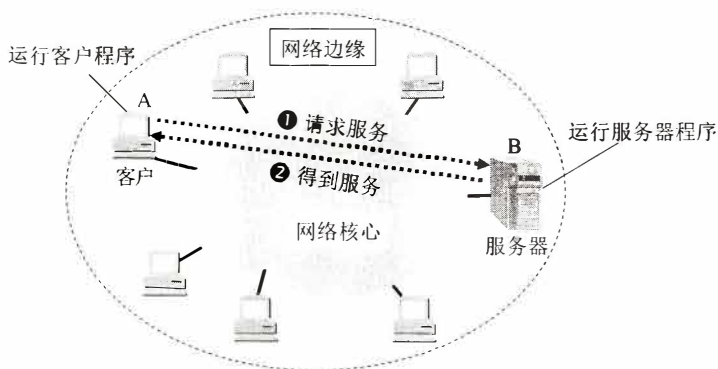 网络边缘
运行客户程序
A
❶ 请求服务
B
运行服务器程序
客户
❷ 得到服务
网络核心
服务器